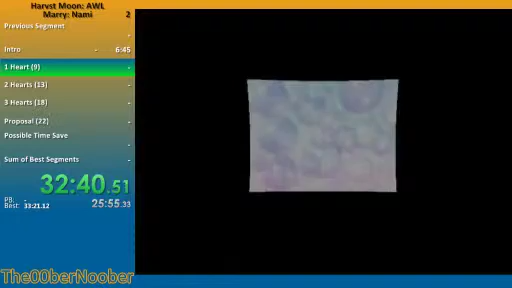 Harvst Moon: AWL
Marry: Nami 2
Previous Segment
-
Intro - 6:45
1 Heart (9) -
2 Hearts (13) -
3 Hearts (18) -
Proposal (22) -
Possible Time Save
-
Sum of Best Segments -
32:40.51
PB: -
Best: 33:21.12 25:55.33
The00berNoober